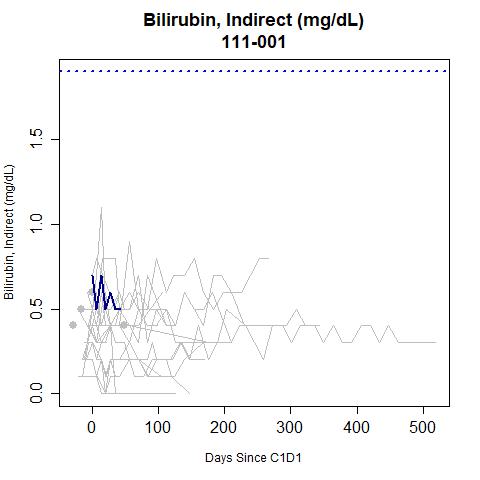 Bilirubin, Indirect (mg/dL)
111-001
Bilirubin, Indirect (mg/dL)
1.5
1.0
0.5
0.0
0 100 200 300 400 500
Days Since C1D1